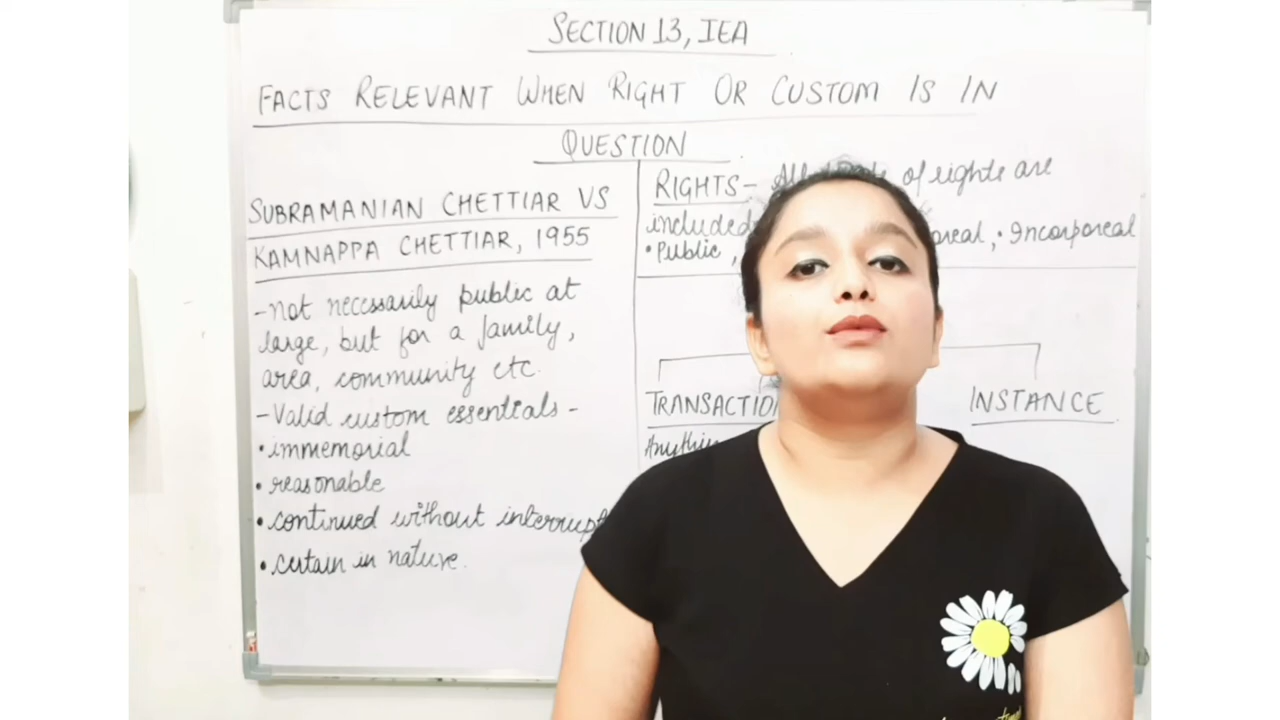 SECTION 13, IEA
FACTS RELEVANT WHEN RIGHT OR CUSTOM IS IN
QUESTION
SUBRAMANIAN CHETTIAR VS
KAMNAPPA CHETTIAR, 1955
- not necessarily public at
large, but for a family,
area, community etc.
- Valid custom essentials -
• immemorial
• reasonable
• continued without
• certain in nature.
RIGHTS - of rights are
included
• Public , • Incorporeal
INSTANCE